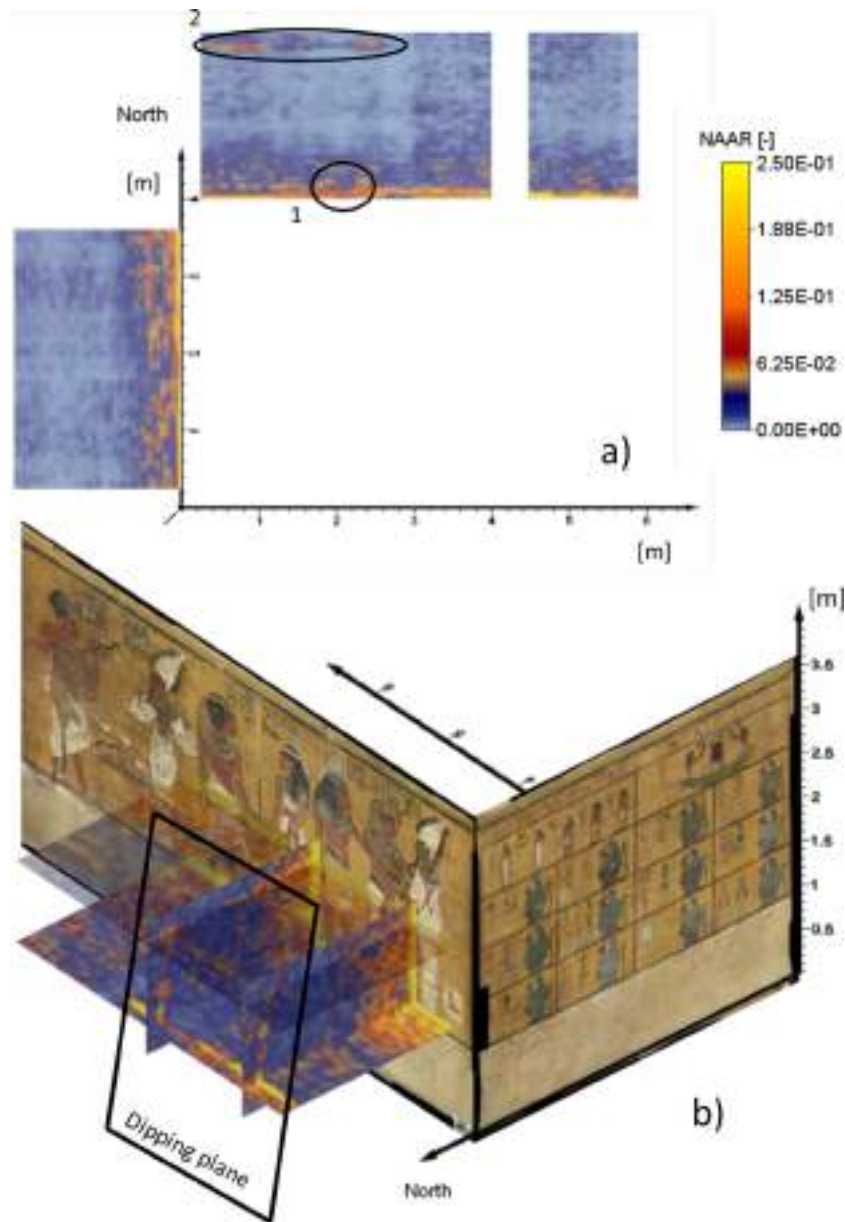 2
North
[m]
1
NAAR [-]
2.50E-01
1.88E-01
1.25E-01
6.25E-02
0.00E+00
a)
1
2
3
4
5
6
[m]
[m]
3.5
3
2.5
2
1.5
1
0.5
Dipping plane
b)
North